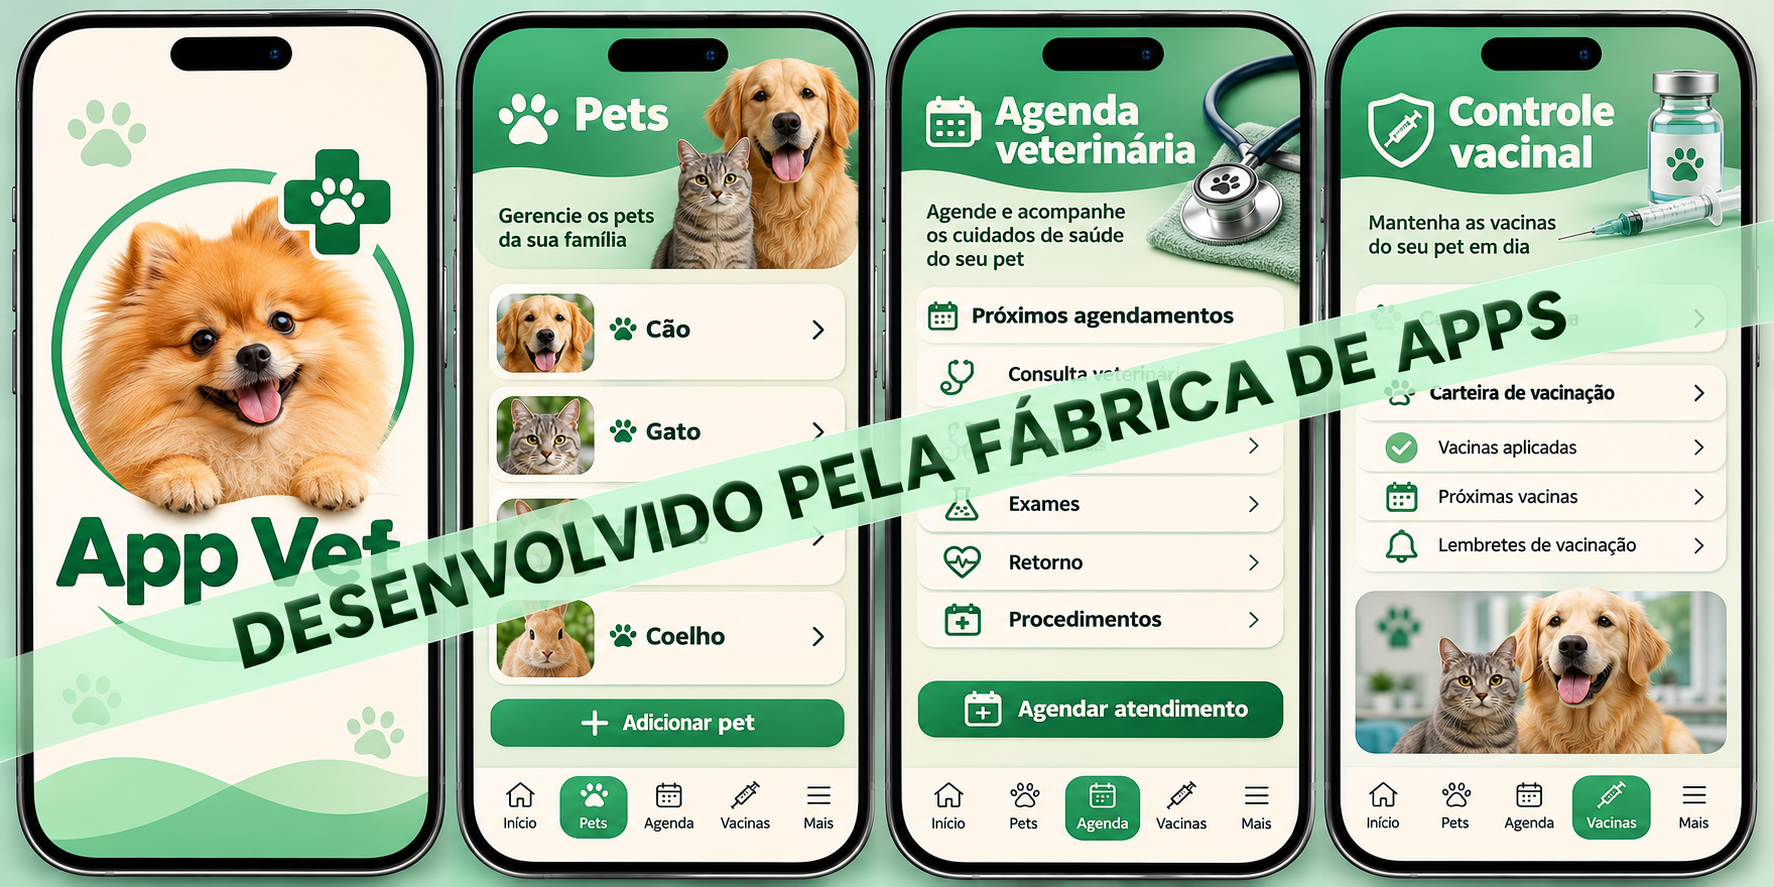 App Vet
Pets
Gerencie os pets
da sua família
Cão
Gato
Coelho
+ Adicionar pet
Início
Pets
Agenda
Vacinas
Mais
Agenda
veterinária
Agende e acompanhe
os cuidados de saúde
do seu pet
Próximos agendamentos
Consulta veterinária
Exames
Retorno
Procedimentos
Agendar atendimento
Início
Pets
Agenda
Vacinas
Mais
Controle
vacinal
Mantenha as vacinas
do seu pet em dia
Carteira de vacinação
Vacinas aplicadas
Próximas vacinas
Lembretes de vacinação
Início
Pets
Agenda
Vacinas
Mais
DESENVOLVIDO PELA FÁBRICA DE APPS